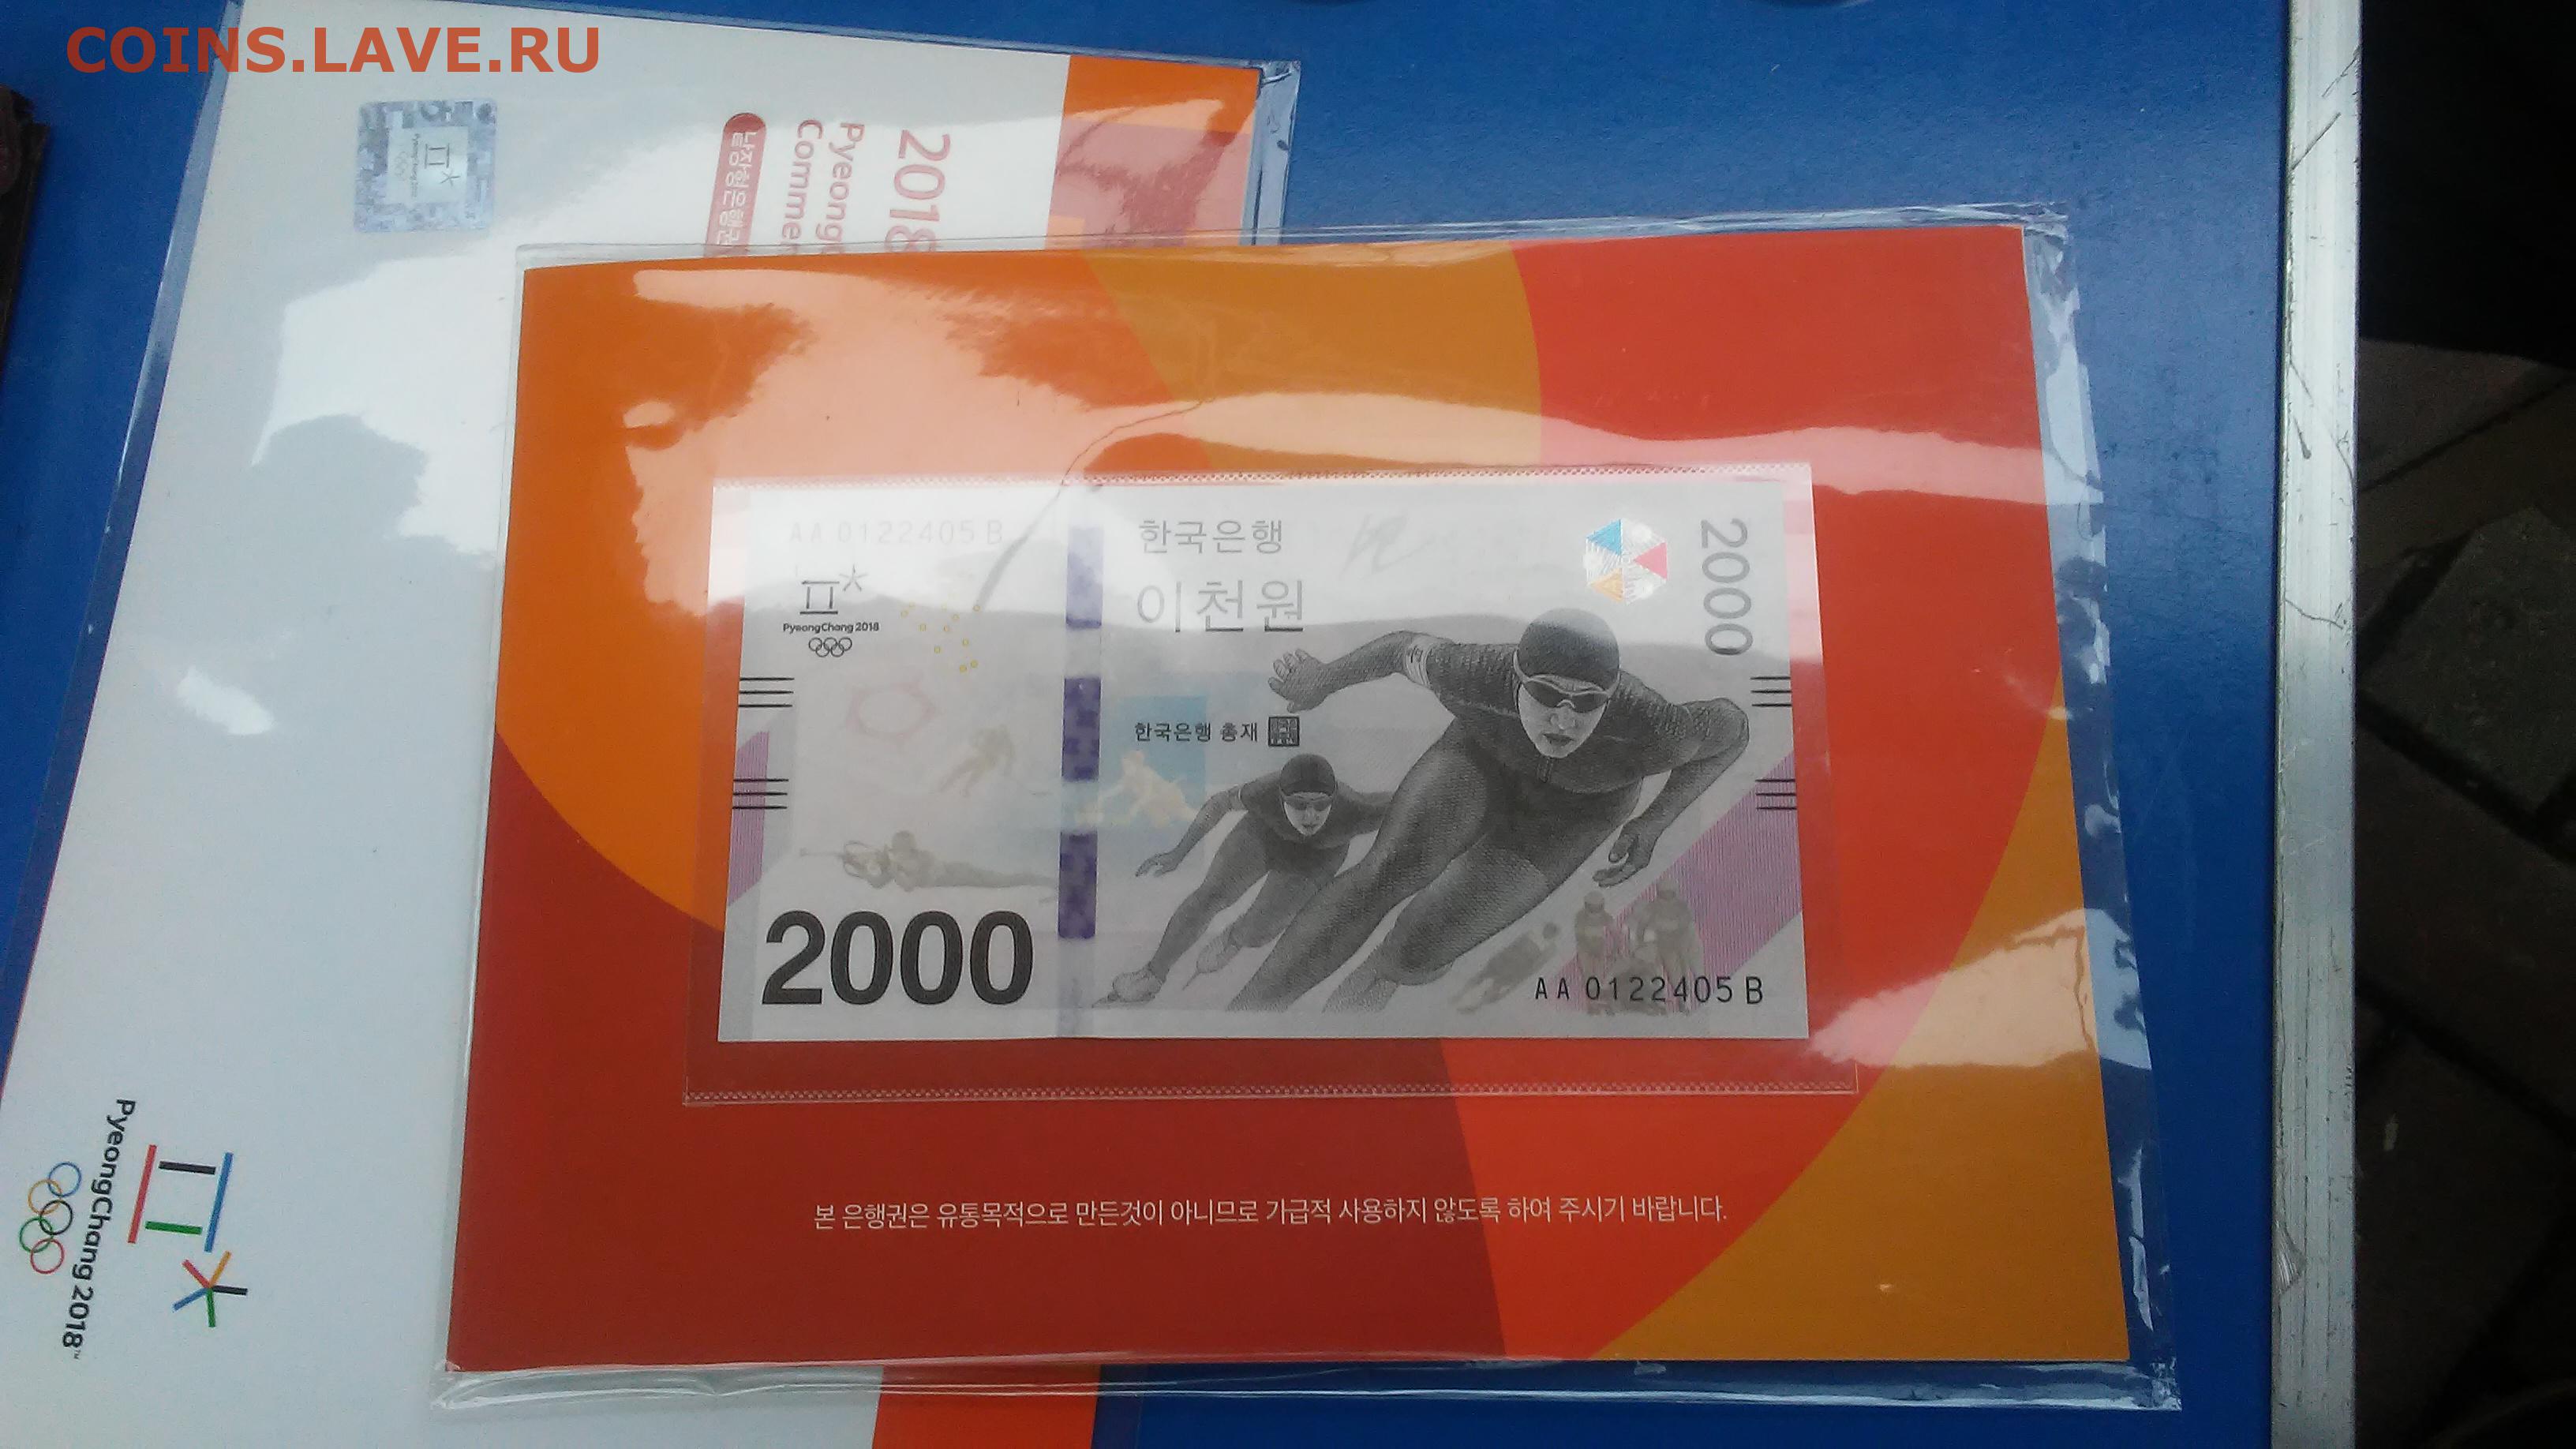 COINS.LAVE.RU
2018
Pyeong
Commem
PyeongChang 2018
AA 0122405 B
한국은행
이천원
2000
PyeongChang 2018
한국은행 총재
2000
AA 0122405 B
본 은행권은 유통목적으로 만든것이 아니므로 가급적 사용하지 않도록 하여 주시기 바랍니다.
PyeongChang 2018™